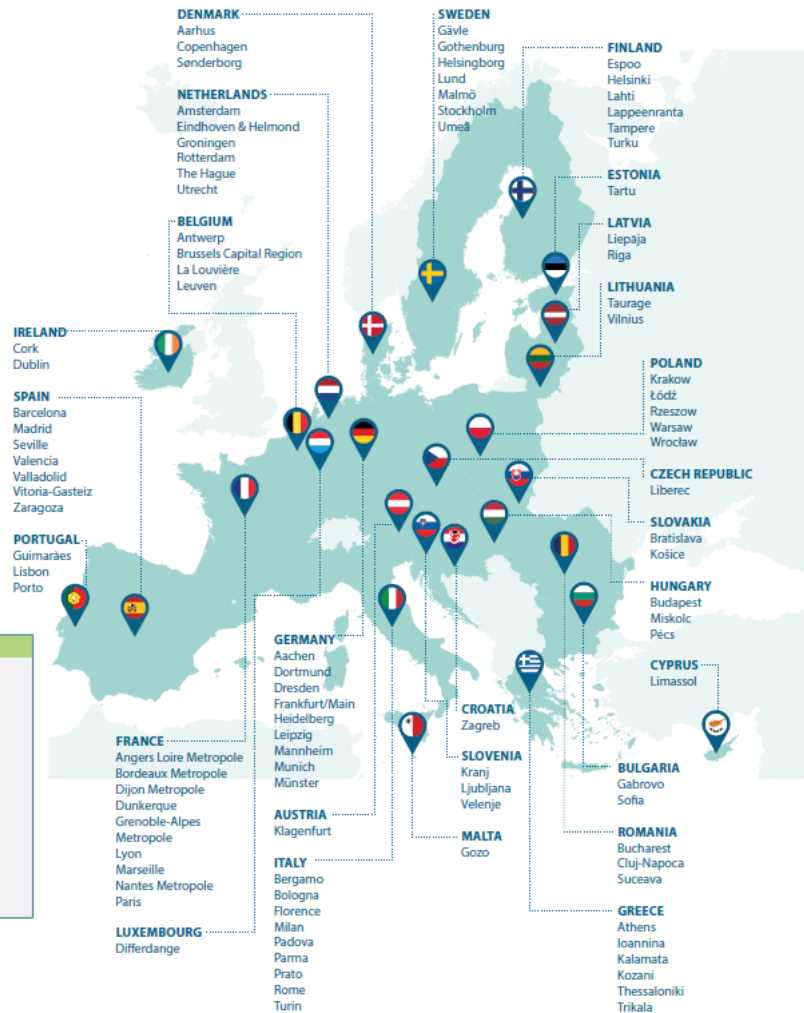 DENMARK
Aarhus
Copenhagen
Sønderborg
NETHERLANDS
Amsterdam
Eindhoven & Helmond
Groningen
Rotterdam
The Hague
Utrecht
BELGIUM
Antwerp
Brussels Capital Region
La Louvière
Leuven
IRELAND
Cork
Dublin
SPAIN
Barcelona
Madrid
Seville
Valencia
Valladolid
Vitoria-Gasteiz
Zaragoza
PORTUGAL
Guimarães
Lisbon
Porto
SWEDEN
Gävle
Gothenburg
Helsingborg
Lund
Malmö
Stockholm
Umeå
FINLAND
Espoo
Helsinki
Lahti
Lappeenranta
Tampere
Turku
ESTONIA
Tartu
LATVIA
Liepāja
Riga
LITHUANIA
Taurage
Vilnius
POLAND
Krakow
Łódź
Rzeszow
Warsaw
Wrocław
CZECH REPUBLIC
Liberec
SLOVAKIA
Bratislava
Košice
HUNGARY
Budapest
Miskolc
Pécs
CYPRUS
Limassol
FRANCE
Angers Loire Metropole
Bordeaux Metropole
Dijon Metropole
Dunkerque
Grenoble-Alpes
Metropole
Lyon
Marseille
Nantes Metropole
Paris
LUXEMBOURG
Differdange
GERMANY
Aachen
Dortmund
Dresden
Frankfurt/Main
Heidelberg
Leipzig
Mannheim
Munich
Münster
AUSTRIA
Klagenfurt
ITALY
Bergamo
Bologna
Florence
Milan
Padova
Parma
Prato
Rome
Turin
CROATIA
Zagreb
SLOVENIA
Kranj
Ljubljana
Velenje
MALTA
Gozo
BULGARIA
Gabrovo
Sofia
ROMANIA
Bucharest
Cluj-Napoca
Suceava
GREECE
Athens
Ioannina
Kalamata
Kozani
Thessaloniki
Trikala